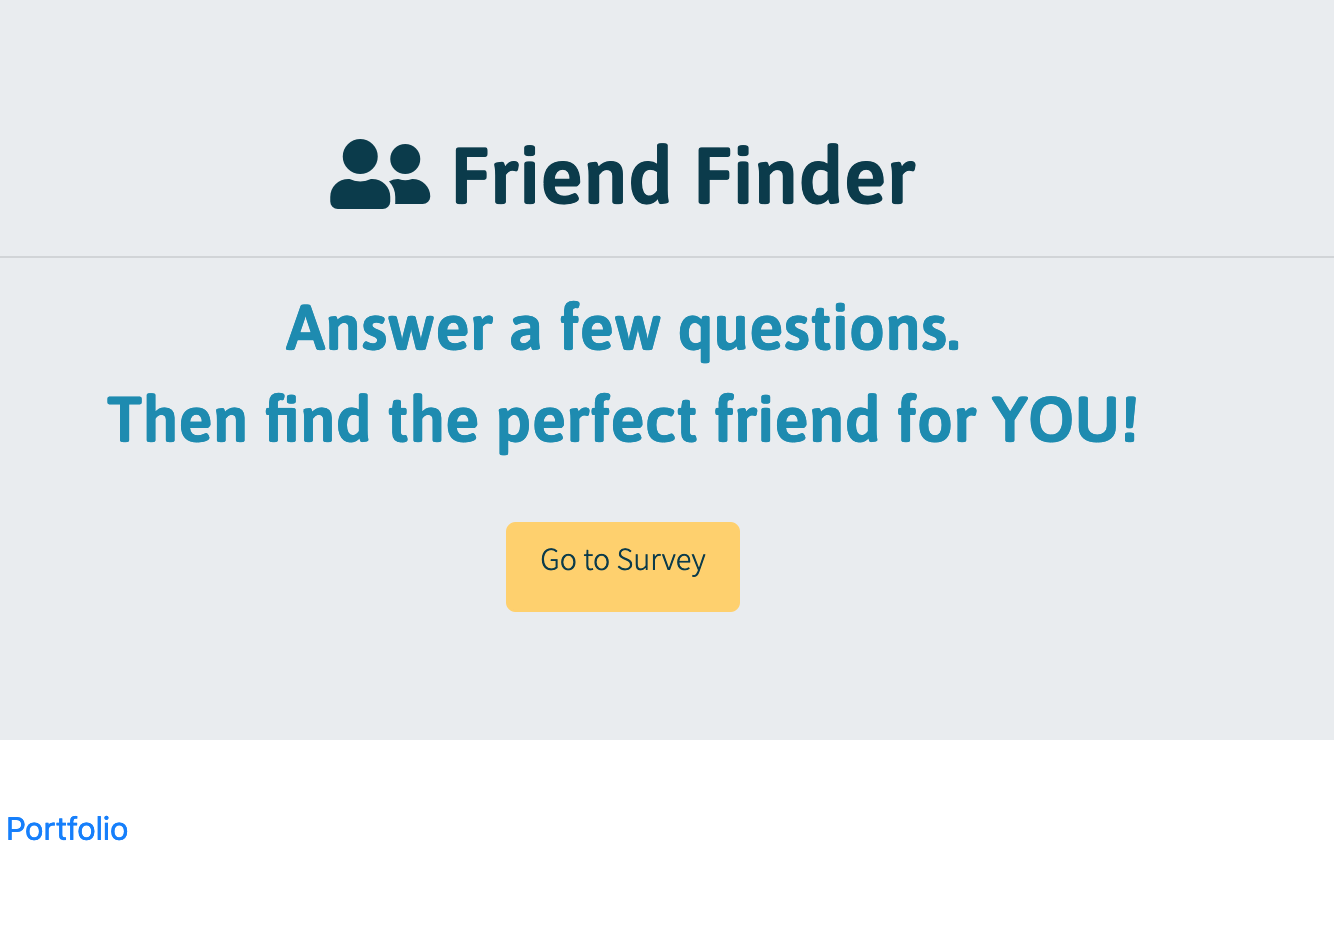 Friend Finder
Answer a few questions.
Then find the perfect friend for YOU!
Go to Survey
Portfolio